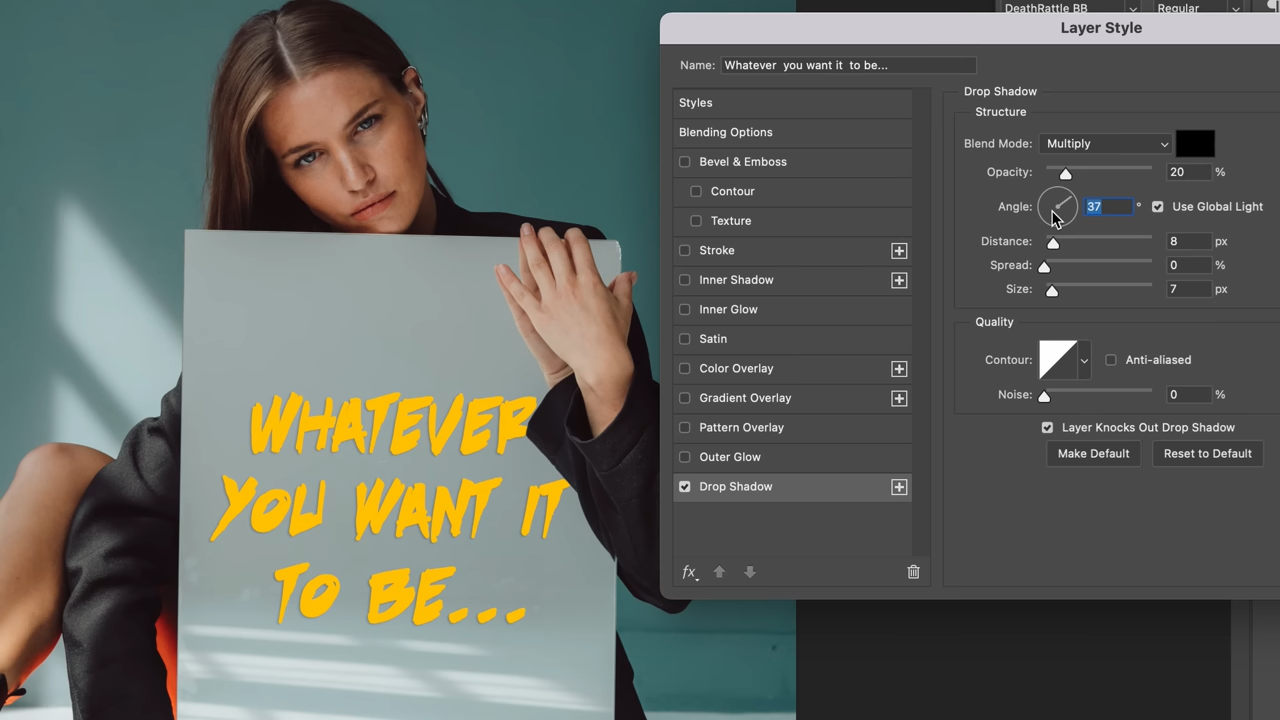 DeathRattle BB
Regular
Layer Style
Name: Whatever  you want it  to be...
Styles
Blending Options
Bevel & Emboss
Contour
Texture
Stroke
Inner Shadow
Inner Glow
Satin
Color Overlay
Gradient Overlay
Pattern Overlay
Outer Glow
Drop Shadow
fx
Drop Shadow
Structure
Blend Mode: Multiply
Opacity: 20 %
Angle: 37 ° Use Global Light
Distance: 8 px
Spread: 0 %
Size: 7 px
Quality
Contour: Anti-aliased
Noise: 0 %
Layer Knocks Out Drop Shadow
Make Default Reset to Default
WHATEVER
YOU WANT IT
TO BE...